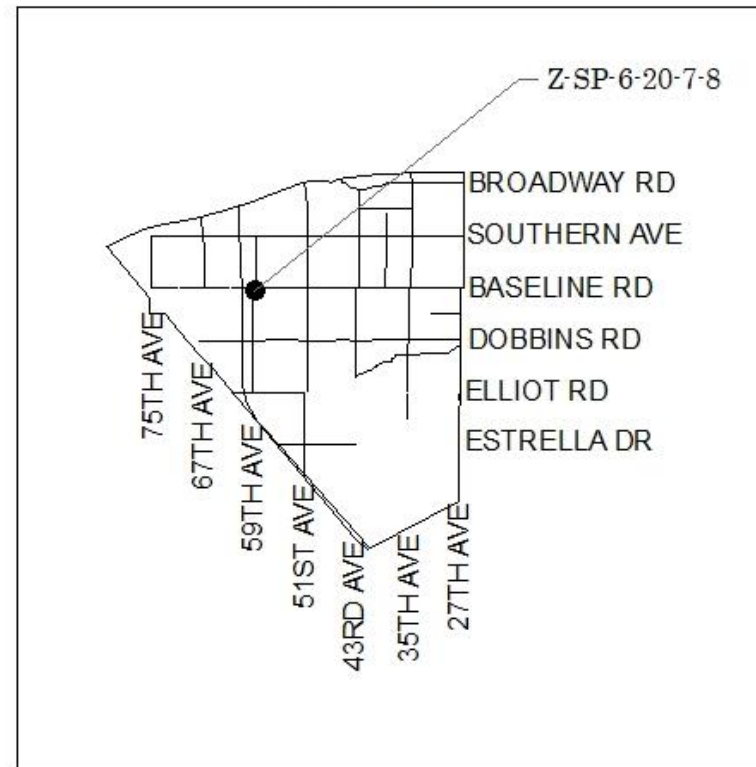 Z-SP-6-20-7-8
BROADWAY RD
SOUTHERN AVE
BASELINE RD
DOBBINS RD
ELLIOT RD
ESTRELLA DR
75TH AVE
67TH AVE
59TH AVE
51ST AVE
43RD AVE
35TH AVE
27TH AVE